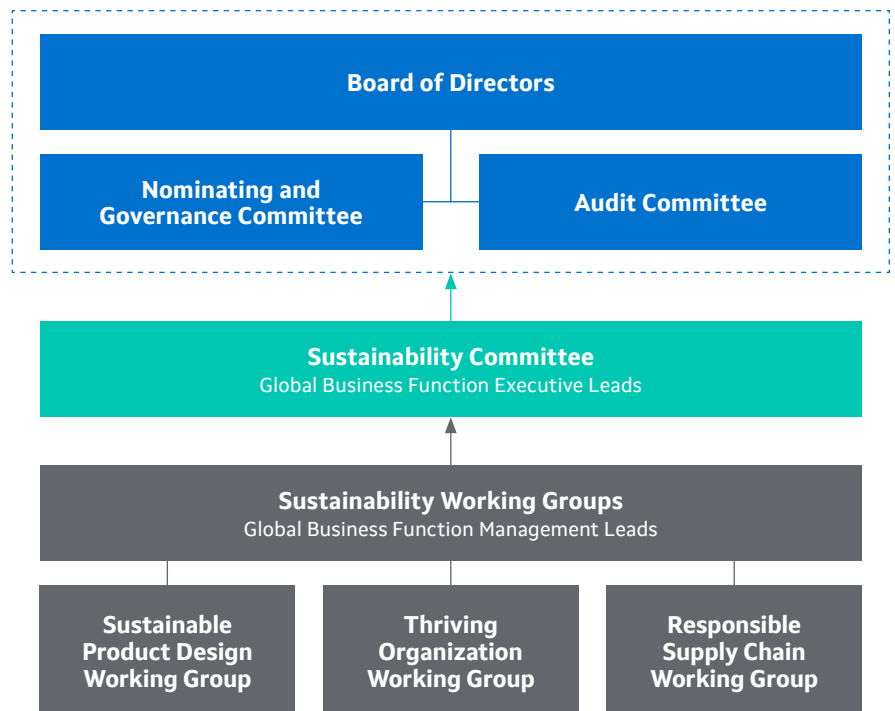 Board of Directors
Nominating and
Governance Committee
Audit Committee
Sustainability Committee
Global Business Function Executive Leads
Sustainability Working Groups
Global Business Function Management Leads
Sustainable
Product Design
Working Group
Thriving
Organization
Working Group
Responsible
Supply Chain
Working Group